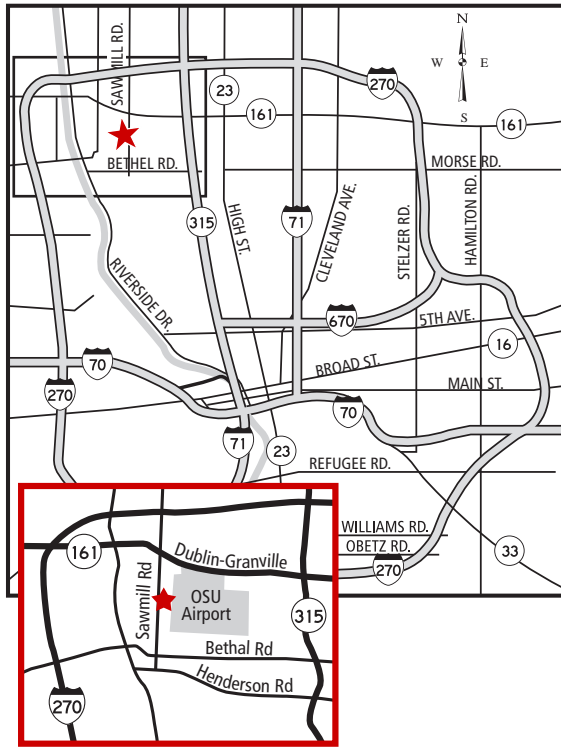 N
W E
S
SAWMILL RD.
270
23
161
161
BETHEL RD.
MORSE RD.
315
HIGH ST.
71
CLEVELAND AVE.
STELZER RD.
HAMILTON RD.
RIVERSIDE DR.
670
5TH AVE.
16
BROAD ST.
70
MAIN ST.
270
70
71
23
REFUGEE RD.
WILLIAMS RD.
OBETZ RD.
33
270
161
Dublin-Granville
Sawmill Rd
OSU
Airport
315
Bethal Rd
Henderson Rd
270